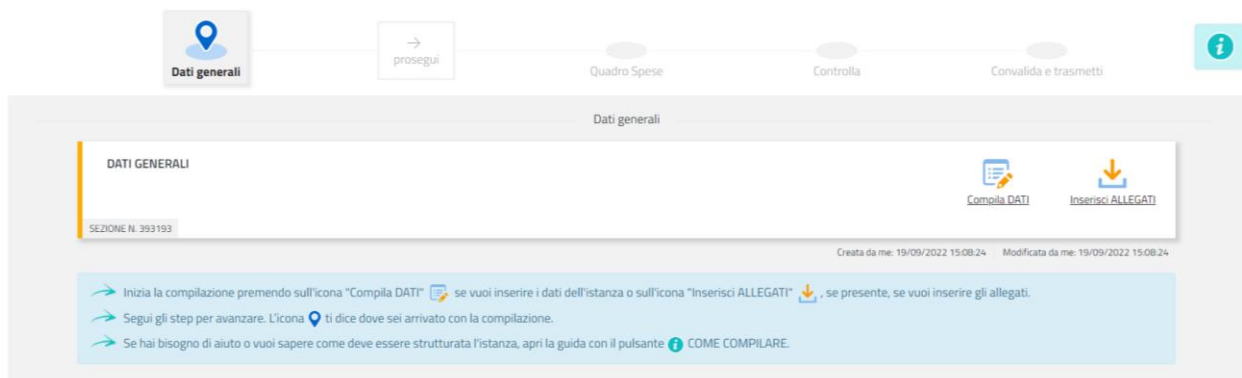 Dati generali
prosegui
Quadro Spese
Controlla
Convalida e trasmetti
Dati generali
DATI GENERALI
Compila DATI
Inserisci ALLEGATI
SEZIONE N. 393193
Creata da me: 19/09/2022 15:08:24 Modificata da me: 19/09/2022 15:08:24
Inizia la compilazione premendo sull'icona "Compila DATI" se vuoi inserire i dati dell'istanza o sull'icona "Inserisci ALLEGATI" , se presente, se vuoi inserire gli allegati.
Segui gli step per avanzare. L'icona ti dice dove sei arrivato con la compilazione.
Se hai bisogno di aiuto o vuoi sapere come deve essere strutturata l'istanza, apri la guida con il pulsante COME COMPILARE.